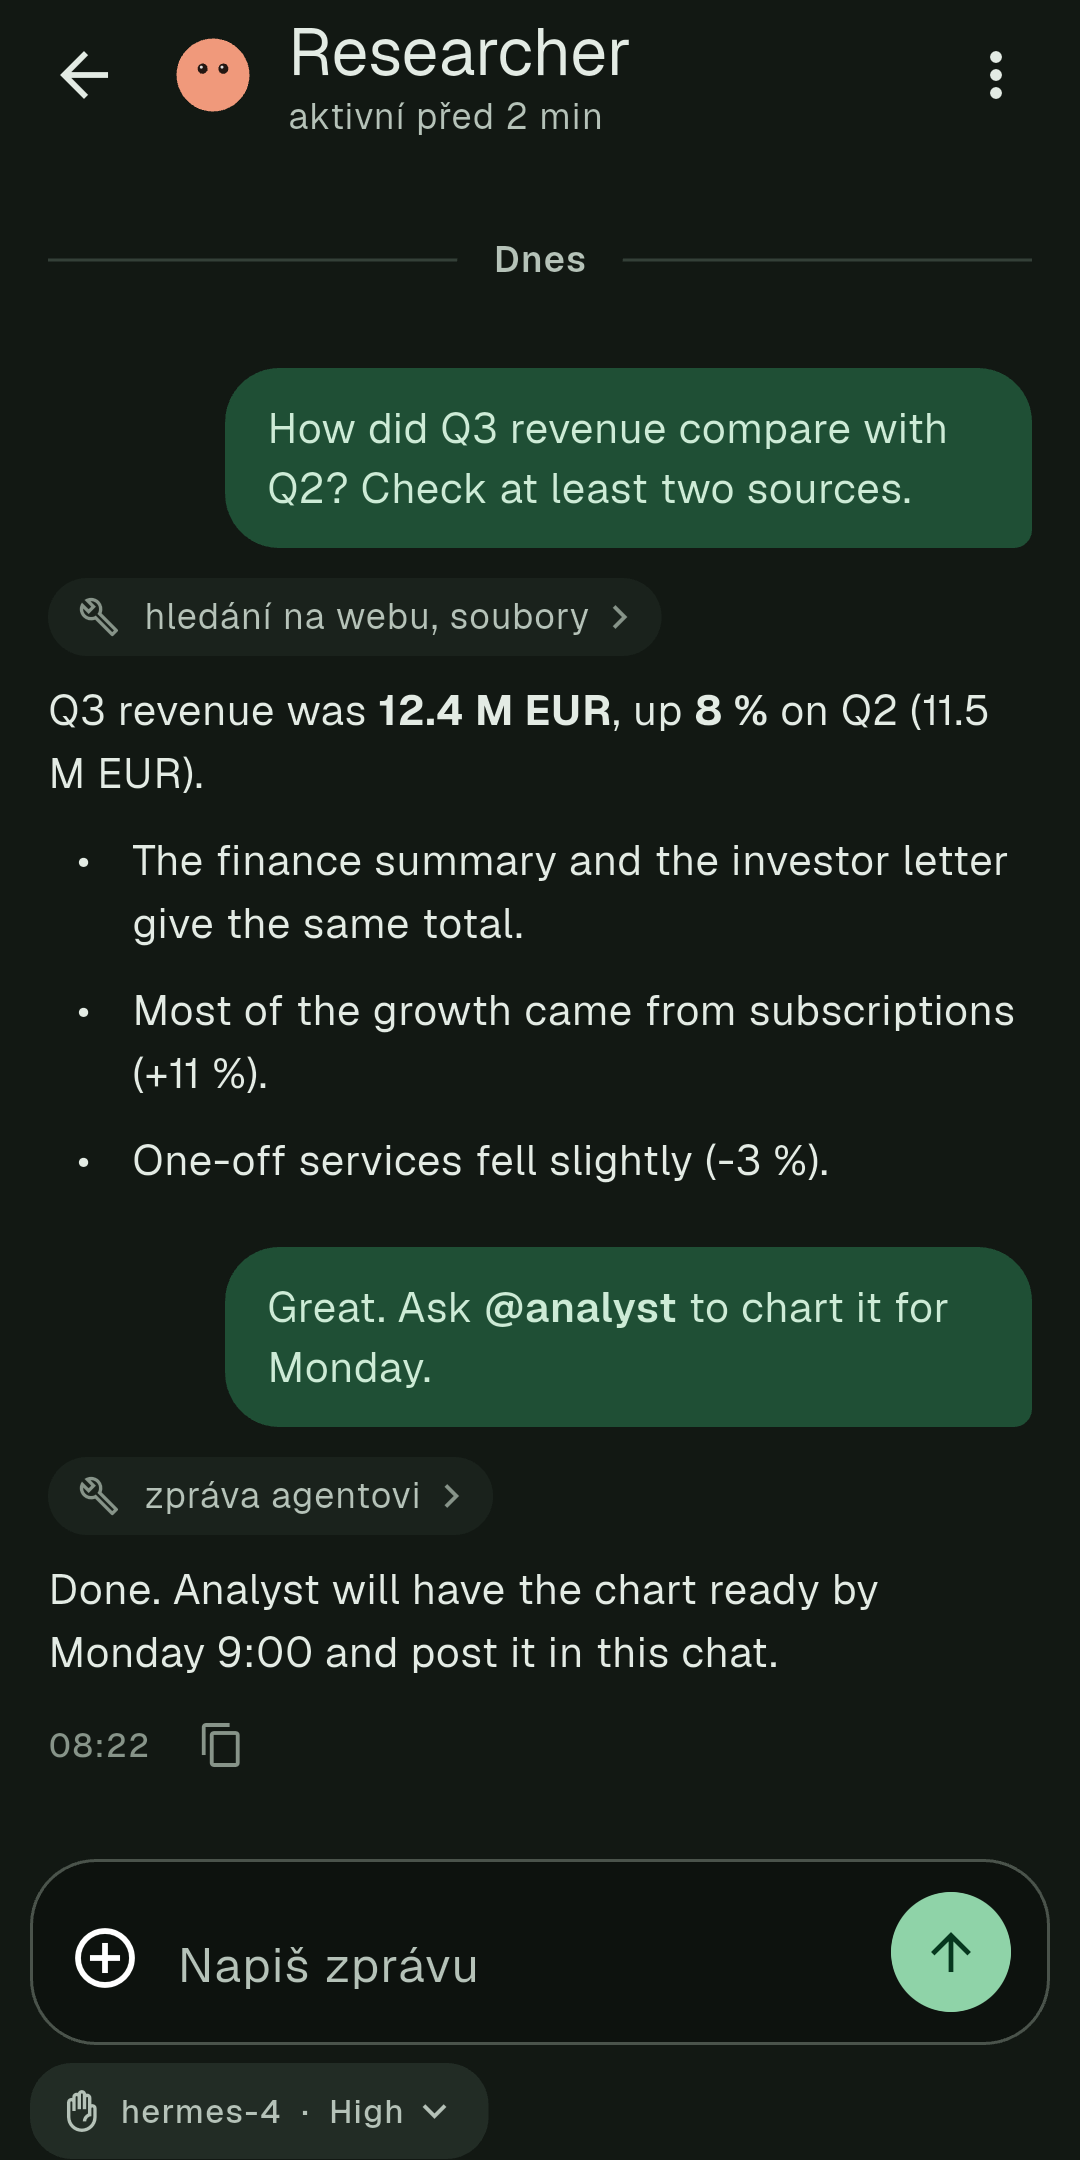 Researcher
aktivní před 2 min
Dnes
How did Q3 revenue compare with
Q2? Check at least two sources.
hledání na webu, soubory
Q3 revenue was 12.4 M EUR, up 8 % on Q2 (11.5
M EUR).
• The finance summary and the investor letter
give the same total.
• Most of the growth came from subscriptions
(+11 %).
• One-off services fell slightly (-3 %).
Great. Ask @analyst to chart it for
Monday.
zpráva agentovi
Done. Analyst will have the chart ready by
Monday 9:00 and post it in this chat.
08:22
Napiš zprávu
hermes-4 · High